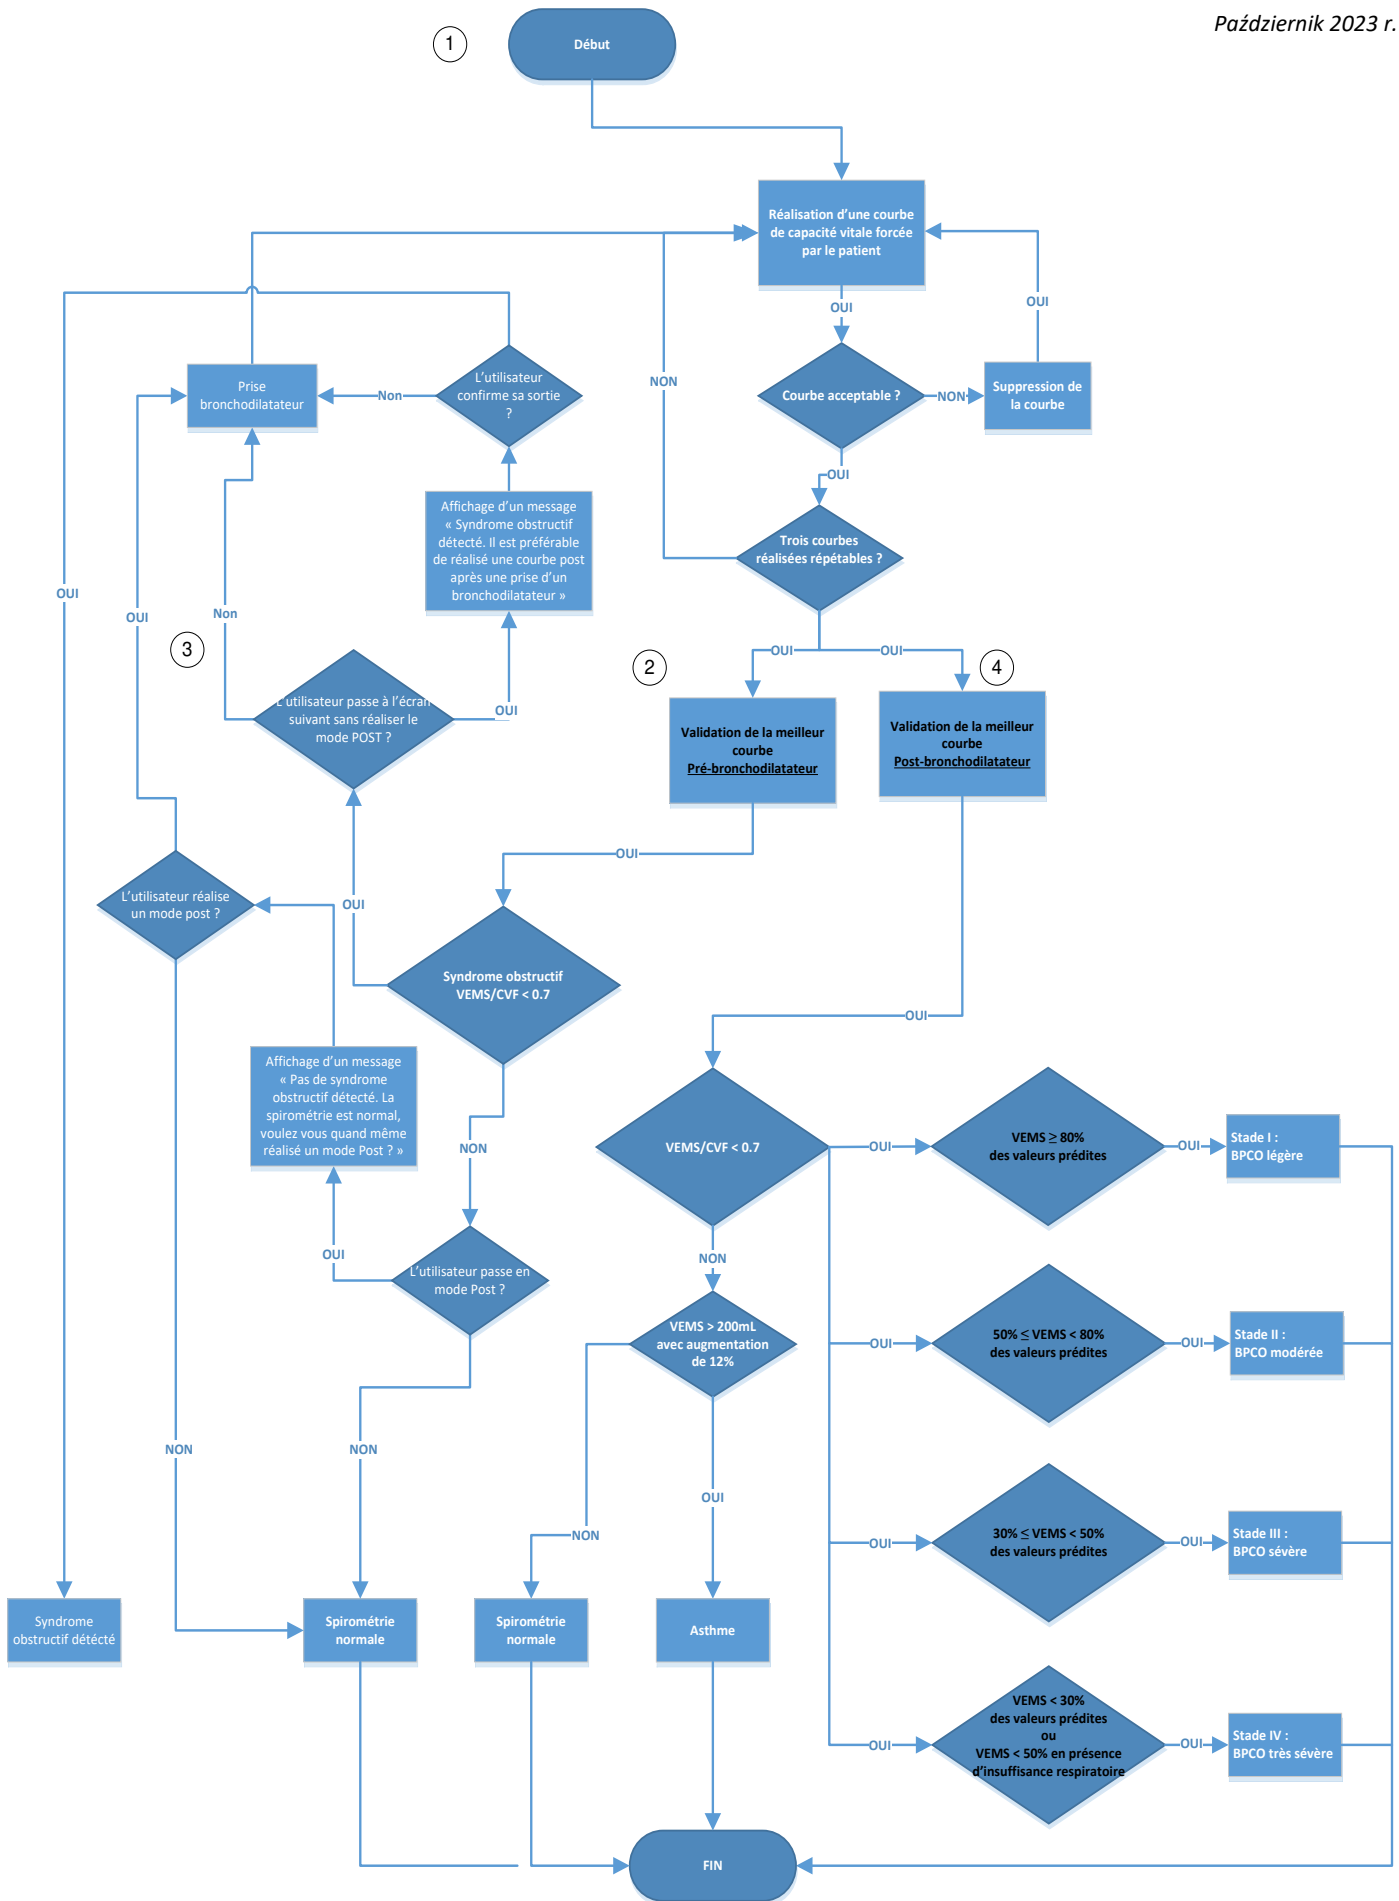 Październik 2023 r.
1
Début
Réalisation d’une courbe
de capacité vitale forcée
par le patient
OUI
OUI
L’utilisateur
confirme sa sortie
?
Non
Prise
bronchodilatateur
NON
Courbe acceptable ?
NON
Suppression de
la courbe
OUI
Affichage d’un message
« Syndrome obstructif
détecté. Il est préférable
de réalisé une courbe post
après une prise d’un
bronchodilatateur »
Trois courbes
réalisées répétables ?
OUI
OUI
Non
3
OUI
OUI
2
4
L’utilisateur passe à l’écran
suivant sans réaliser le
mode POST ?
OUI
Validation de la meilleur
courbe
Pré-bronchodilatateur
Validation de la meilleur
courbe
Post-bronchodilatateur
OUI
L’utilisateur réalise
un mode post ?
OUI
Syndrome obstructif
VEMS/CVF < 0.7
OUI
Affichage d’un message
« Pas de syndrome
obstructif détecté. La
spirométrie est normal,
voulez vous quand même
réalisé un mode Post ? »
NON
VEMS/CVF < 0.7
OUI
VEMS ≥ 80%
des valeurs prédites
OUI
Stade I :
BPCO légère
OUI
L’utilisateur passe en
mode Post ?
NON
VEMS > 200mL
avec augmentation
de 12%
OUI
50% ≤ VEMS < 80%
des valeurs prédites
OUI
Stade II :
BPCO modérée
NON
NON
OUI
NON
OUI
30% ≤ VEMS < 50%
des valeurs prédites
OUI
Stade III :
BPCO sévère
Syndrome
obstructif détécté
Spirométrie
normale
Spirométrie
normale
Asthme
OUI
VEMS < 30%
des valeurs prédites
ou
VEMS < 50% en présence
d’insuffisance respiratoire
OUI
Stade IV :
BPCO très sévère
FIN